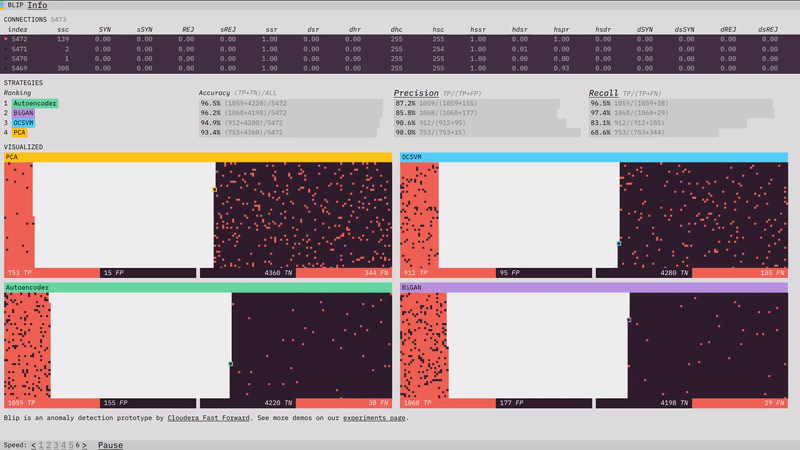 BLIP Info
CONNECTIONS 5473
index ssc SYN sSYN REJ sREJ ssr dsr dhr dhc hsc hssr hdsr hspr hsdr dSYN dsSYN dREJ dsREJ
5472 139 0.00 0.00 0.00 0.00 1.00 0.00 0.00 255 255 1.00 0.00 0.00 0.00 0.00 0.00 0.00 0.00
5471 2 0.00 0.00 0.00 0.00 1.00 0.00 0.00 255 254 1.00 0.01 0.00 0.00 0.00 0.00 0.00 0.00
5470 1 0.00 0.00 0.00 0.00 1.00 0.00 0.00 255 255 1.00 0.00 0.00 0.00 0.00 0.00 0.00 0.00
5469 308 0.00 0.00 0.00 0.00 1.00 0.00 0.00 255 255 1.00 0.00 0.93 0.00 0.00 0.00 0.00 0.00
STRATEGIES
Ranking Accuracy (TP+TN)/ALL Precision TP/(TP+FP) Recall TP/(TP+FN)
1 Autoencoder 96.5% (1059+4220)/5472 87.2% 1059/(1059+155) 96.5% 1059/(1059+38)
2 BiGAN 96.2% (1068+4198)/5472 85.8% 1068/(1068+177) 97.4% 1068/(1068+29)
3 OCSVM 94.9% (912+4280)/5472 90.6% 912/(912+95) 83.1% 912/(912+185)
4 PCA 93.4% (753+4360)/5472 98.0% 753/(753+15) 68.6% 753/(753+344)
VISUALIZED
PCA
753 TP 15 FP 4360 TN 344 FN
OCSVM
912 TP 95 FP 4280 TN 185 FN
Autoencoder
1059 TP 155 FP 4220 TN 38 FN
BiGAN
1068 TP 177 FP 4198 TN 29 FN
Blip is an anomaly detection prototype by Cloudera Fast Forward. See more demos on our experiments page.
Speed: < 1 2 3 4 5 6 > Pause